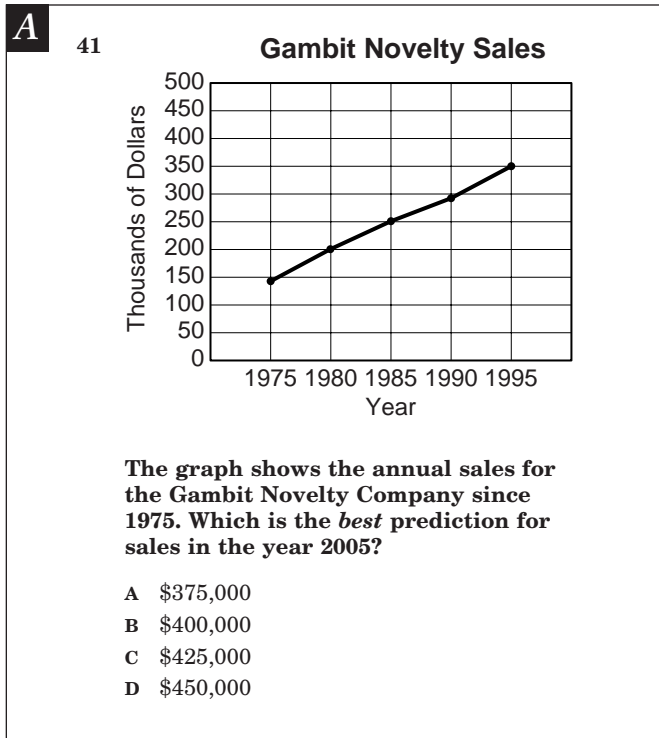 A
41
Gambit Novelty Sales
500
450
400
350
300
250
200
150
100
50
0
Thousands of Dollars
1975 1980 1985 1990 1995
Year
The graph shows the annual sales for
the Gambit Novelty Company since
1975. Which is the best prediction for
sales in the year 2005?
A $375,000
B $400,000
C $425,000
D $450,000